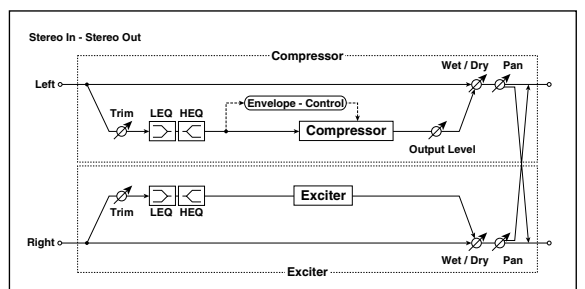 Stereo In - Stereo Out
Compressor
Wet / Dry Pan
Left
Envelope - Control
Trim LEQ HEQ
Compressor
Output Level
Trim LEQ HEQ
Exciter
Right
Wet / Dry Pan
Exciter